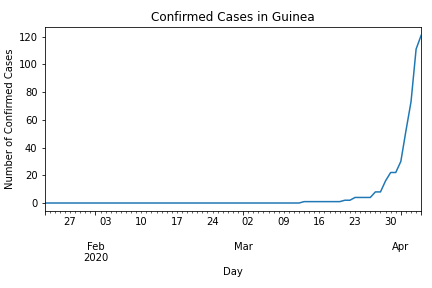 Confirmed Cases in Guinea
Number of Confirmed Cases
120
100
80
60
40
20
0
27 03 10 17 24 02 09 16 23 30
Feb Mar Apr
2020
Day